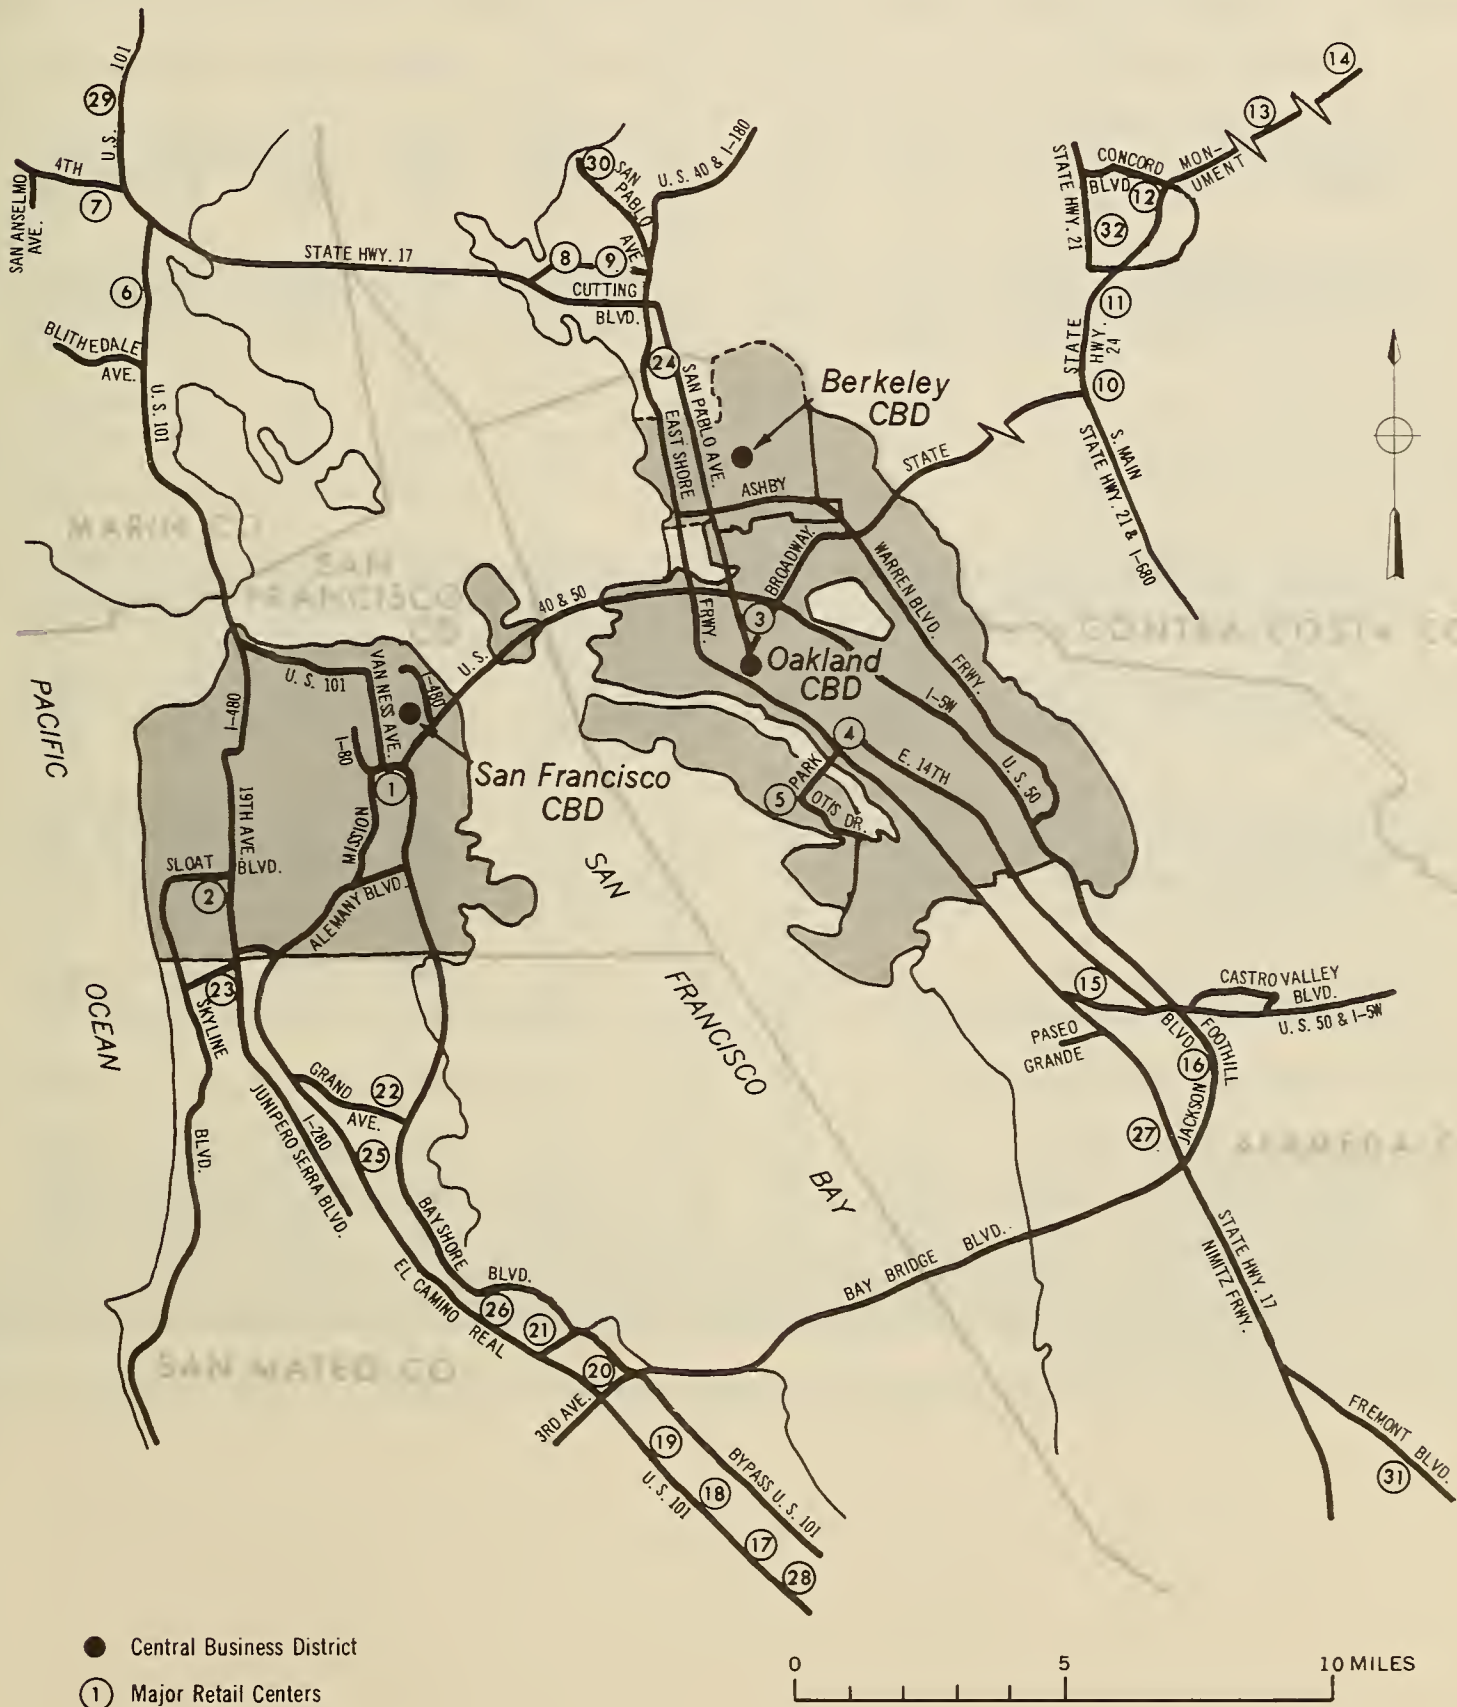 U.S. 101
29
4TH
7
SAN ANSELMO
AVE.
6
BLITHEDALE
AVE.
U.S. 101
STATE HWY. 17
30
SAN
PABLO
AVE
U.S. 40 & I-180
8
9
CUTTING
BLVD.
24
SAN PABLO AVE.
EAST SHORE
FRWY.
Berkeley
CBD
ASHBY
STATE
BROADWAY.
WARREN BLVD.
FRWY.
14
13
MON-
UMENT
CONCORD
BLVD.
12
32
STATE HWY. 21
11
STATE
HWY. 24
10
S. MAIN
STATE HWY. 21 & I-680
MARIN CO
SAN
FRANCISCO
CO
CONTRA COSTA CO
U.S. 40 & 50
3
Oakland
CBD
I-5W
U.S. 50
4
E. 14TH
PARK
5
OTIS DR.
PACIFIC
OCEAN
U.S. 101
I-480
VAN NESS AVE.
I-480
I-80
San Francisco
CBD
1
19TH AVE.
MISSION
SLOAT
BLVD.
2
ALEMANY BLVD.
SAN
FRANCISCO
BAY
23
SKYLINE
BLVD.
15
CASTRO VALLEY
BLVD.
U.S. 50 & I-5W
PASEO
GRANDE
FOOTHILL
BLVD.
16
JACKSON
27
ALAMEDA C
GRAND
AVE.
22
I-280
JUNIPERO SERRA BLVD.
25
BAY SHORE
BLVD.
EL CAMINO REAL
26
21
20
3RD AVE.
BAY BRIDGE BLVD.
STATE HWY. 17
NIMITZ FRWY.
SAN MATEO CO
19
18
17
28
U.S. 101
BYPASS U.S. 101
FREMONT BLVD.
31
Central Business District
1 Major Retail Centers
0 5 10 MILES